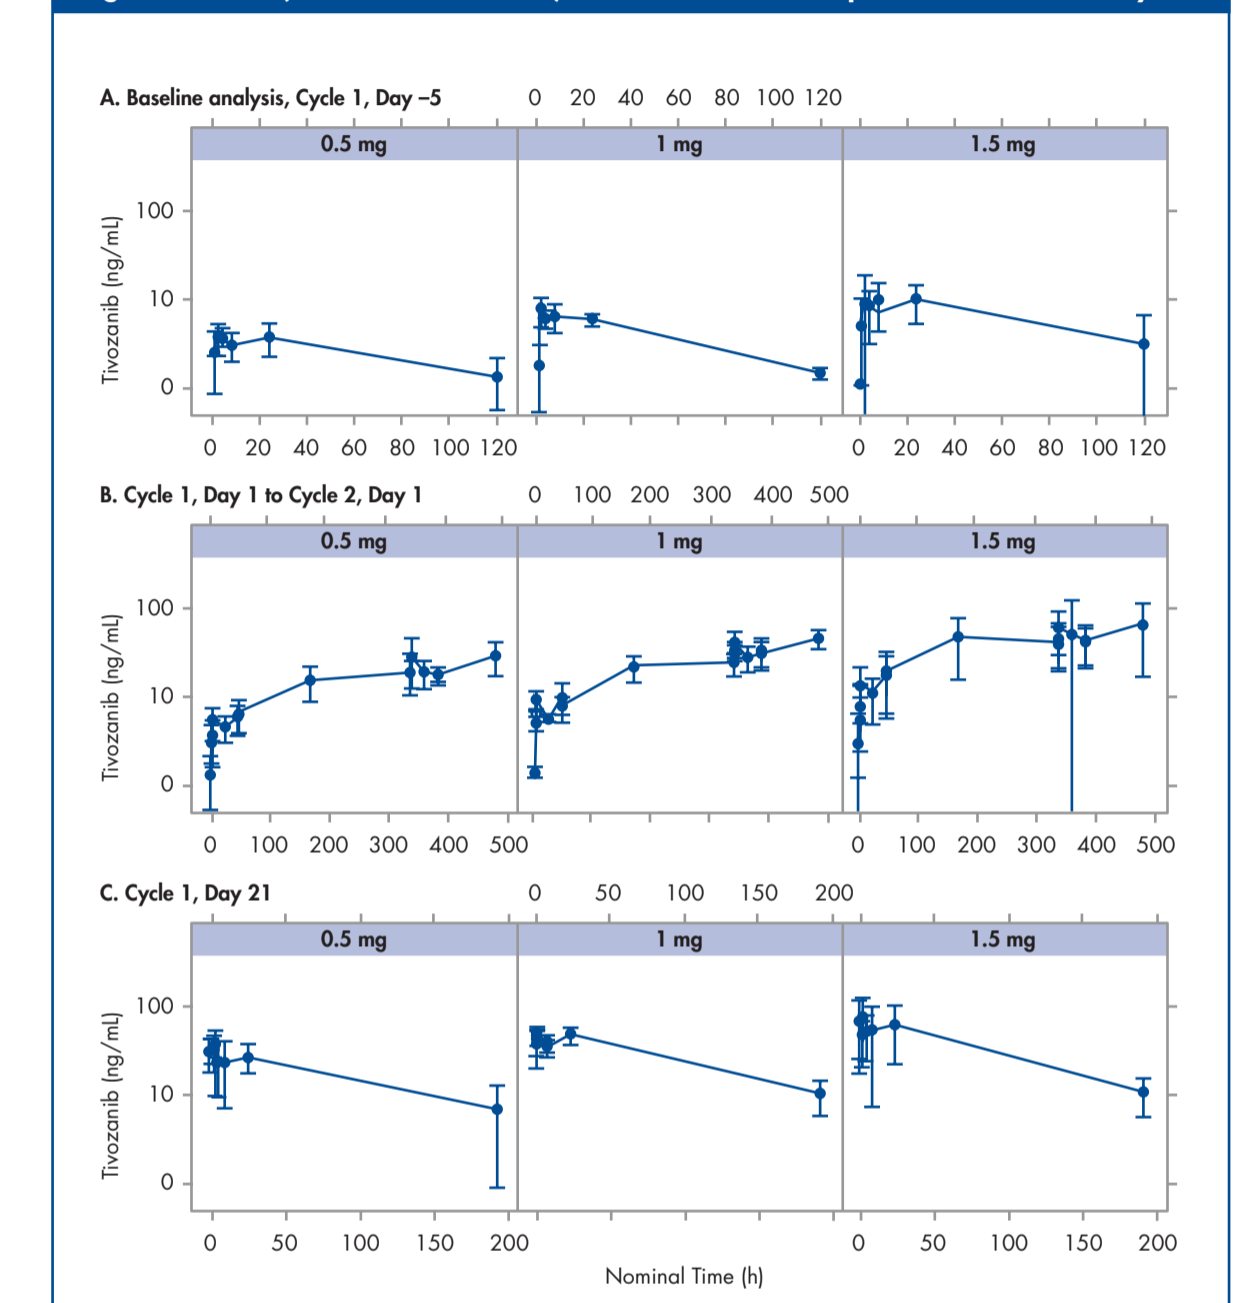 A. Baseline analysis, Cycle 1, Day –5
0 20 40 60 80 100 120
0.5 mg 1 mg 1.5 mg
Tivozanib (ng/mL)
100
10
0
0 20 40 60 80 100 120 0 20 40 60 80 100 120
B. Cycle 1, Day 1 to Cycle 2, Day 1
0 100 200 300 400 500
0.5 mg 1 mg 1.5 mg
Tivozanib (ng/mL)
100
10
0
0 100 200 300 400 500 0 100 200 300 400 500
C. Cycle 1, Day 21
0 50 100 150 200
0.5 mg 1 mg 1.5 mg
Tivozanib (ng/mL)
100
10
0
0 50 100 150 200 0 50 100 150 200
Nominal Time (h)